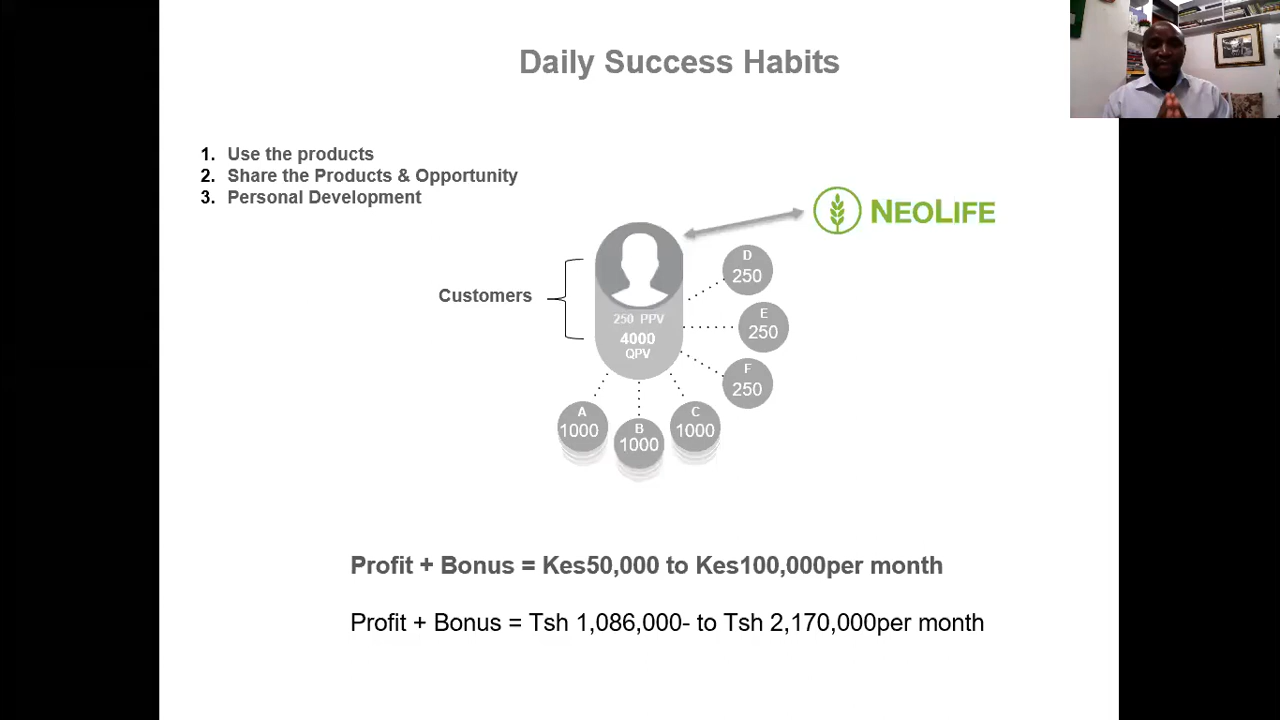 Daily Success Habits
1. Use the products
2. Share the Products & Opportunity
3. Personal Development
NEOLIFE
Customers
250 PPV
4000
QPV
D
250
E
250
F
250
A
1000
B
1000
C
1000
Profit + Bonus = Kes50,000 to Kes100,000per month
Profit + Bonus = Tsh 1,086,000- to Tsh 2,170,000per month